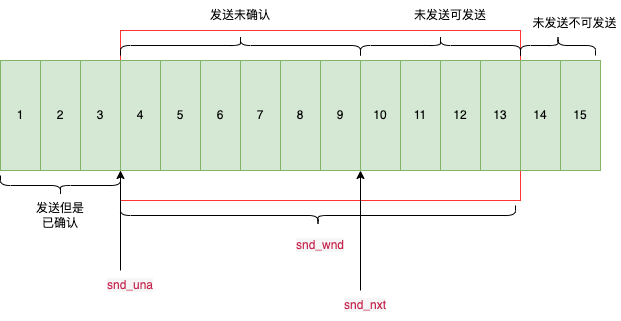 发送未确认
未发送可发送
未发送不可发送
1 2 3 4 5 6 7 8 9 10 11 12 13 14 15
发送但是
已确认
snd_wnd
snd_una
snd_nxt